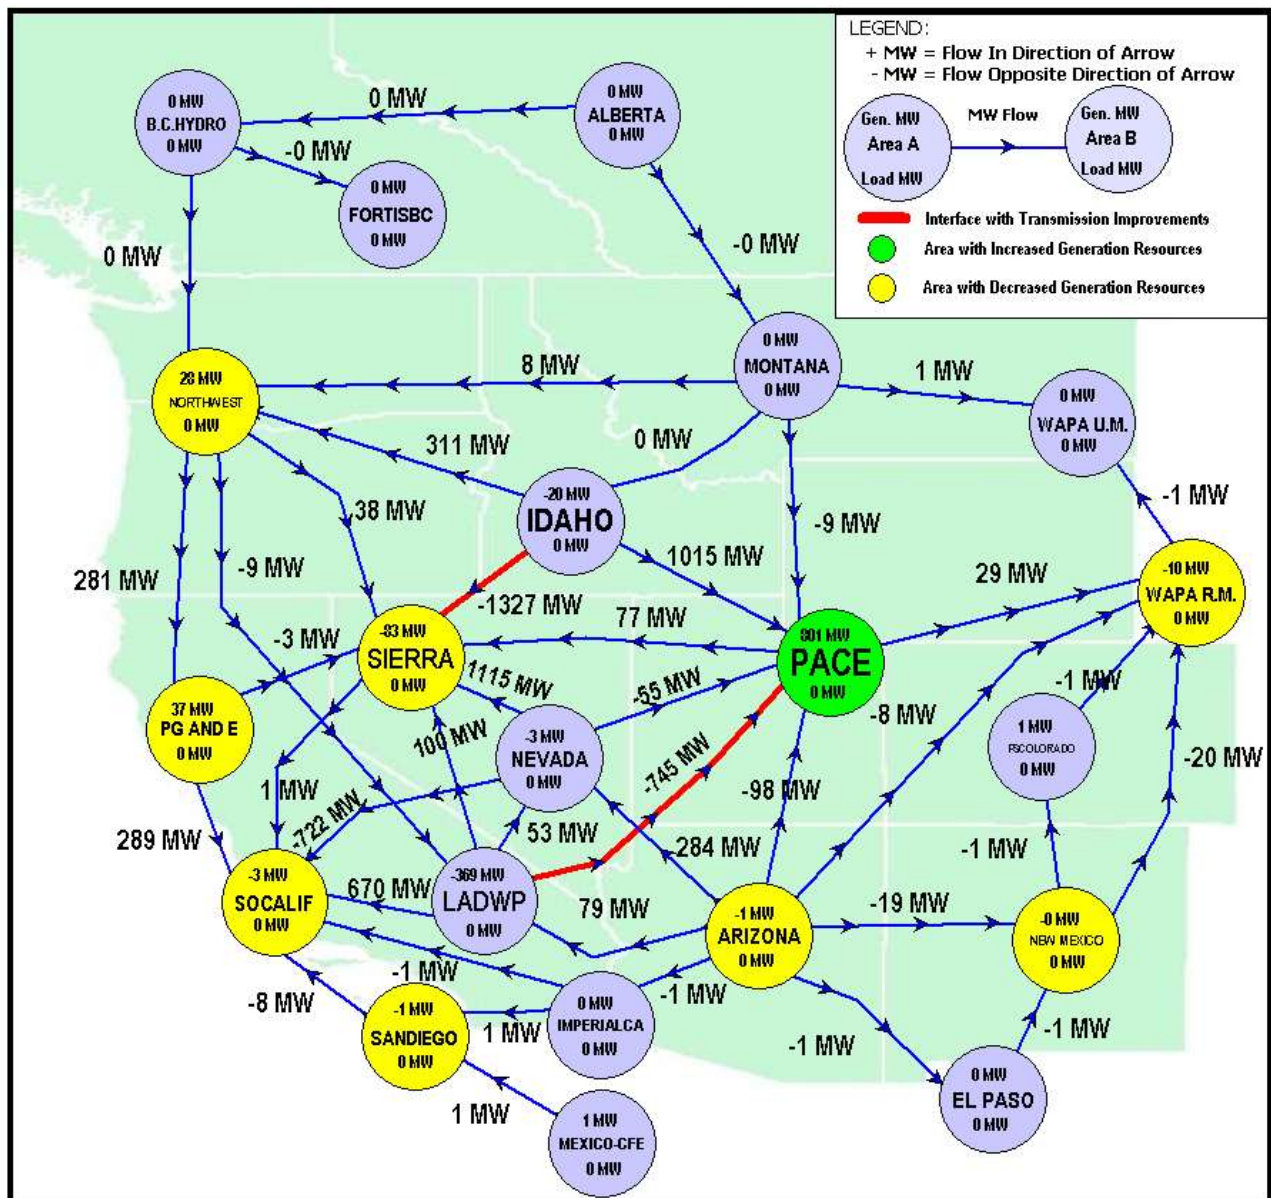 LEGEND:
+ MW = Flow In Direction of Arrow
- MW = Flow Opposite Direction of Arrow
Gen. MW
Area A
Load MW
MW Flow
Gen. MW
Area B
Load MW
Interface with Transmission Improvements
Area with Increased Generation Resources
Area with Decreased Generation Resources
0 MW
B.C.HYDRO
0 MW
0 MW
0 MW
ALBERTA
0 MW
-0 MW
0 MW
FORTISBC
0 MW
0 MW
-0 MW
0 MW
MONTANA
0 MW
8 MW
1 MW
28 MW
NORTHWEST
0 MW
0 MW
WAPA U.M.
0 MW
311 MW
0 MW
-20 MW
IDAHO
0 MW
38 MW
-9 MW
-1 MW
281 MW
-9 MW
1015 MW
29 MW
-10 MW
WAPA R.M.
0 MW
-1327 MW
-3 MW
77 MW
-83 MW
SIERRA
0 MW
801 MW
PACE
0 MW
1115 MW
-55 MW
-1 MW
-8 MW
37 MW
PG AND E
0 MW
100 MW
-3 MW
NEVADA
0 MW
-745 MW
1 MW
PSCOLORADO
0 MW
-20 MW
1 MW
-98 MW
289 MW
-722 MW
53 MW
284 MW
-1 MW
-3 MW
SOCALIF
0 MW
670 MW
-369 MW
LADWP
0 MW
79 MW
-1 MW
ARIZONA
0 MW
-19 MW
-0 MW
NEW MEXICO
0 MW
-1 MW
-1 MW
-8 MW
-1 MW
SANDIEGO
0 MW
1 MW
0 MW
IMPERIALCA
0 MW
-1 MW
-1 MW
0 MW
EL PASO
0 MW
1 MW
1 MW
MEXICO-CFE
0 MW